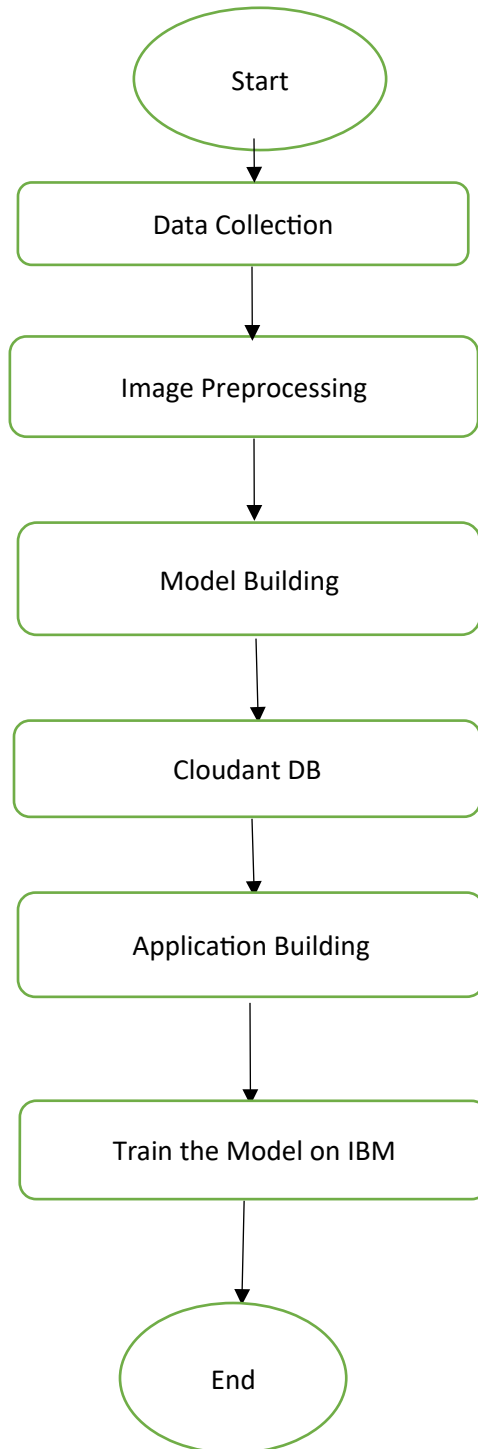 Start
Data Collection
Image Preprocessing
Model Building
Cloudant DB
Application Building
Train the Model on IBM
End